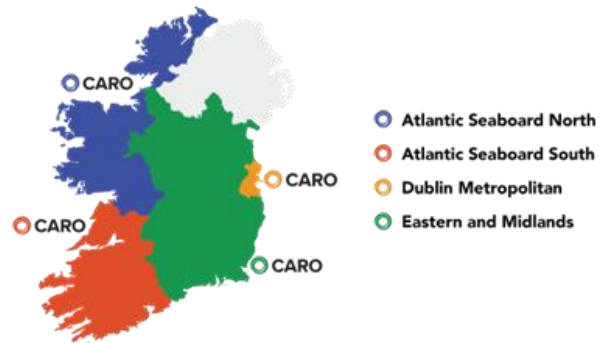 CARO
CARO
CARO
CARO
Atlantic Seaboard North
Atlantic Seaboard South
Dublin Metropolitan
Eastern and Midlands